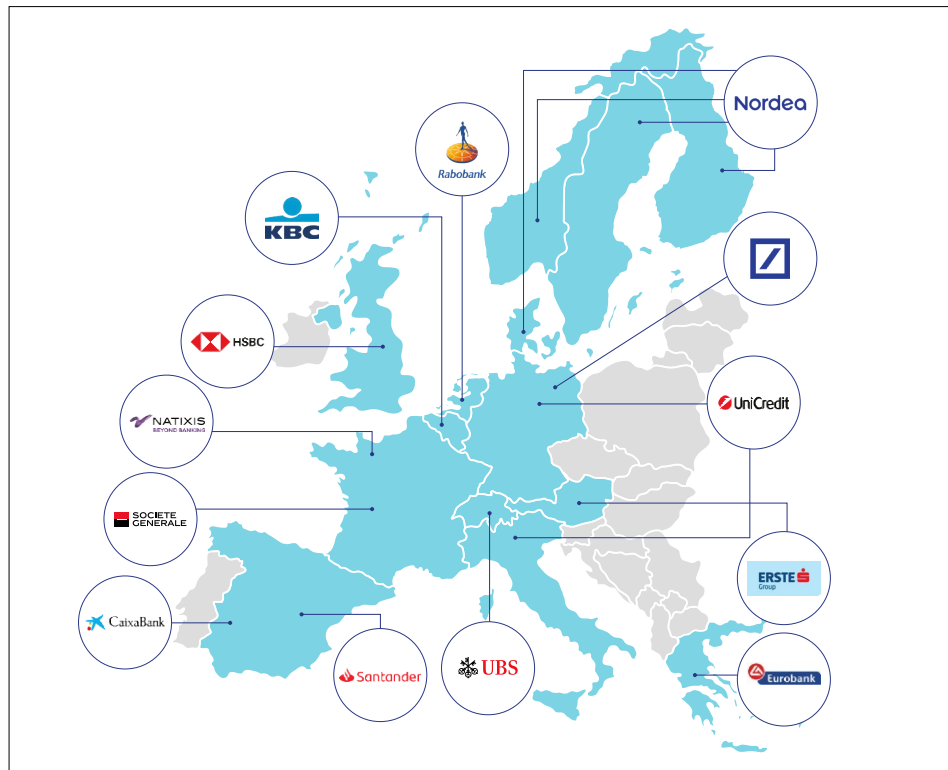 Nordea
Rabobank
KBC
HSBC
NATIXIS
BEYOND BANKING
UniCredit
SOCIETE
GENERALE
ERSTE
Group
CaixaBank
Santander
UBS
Eurobank